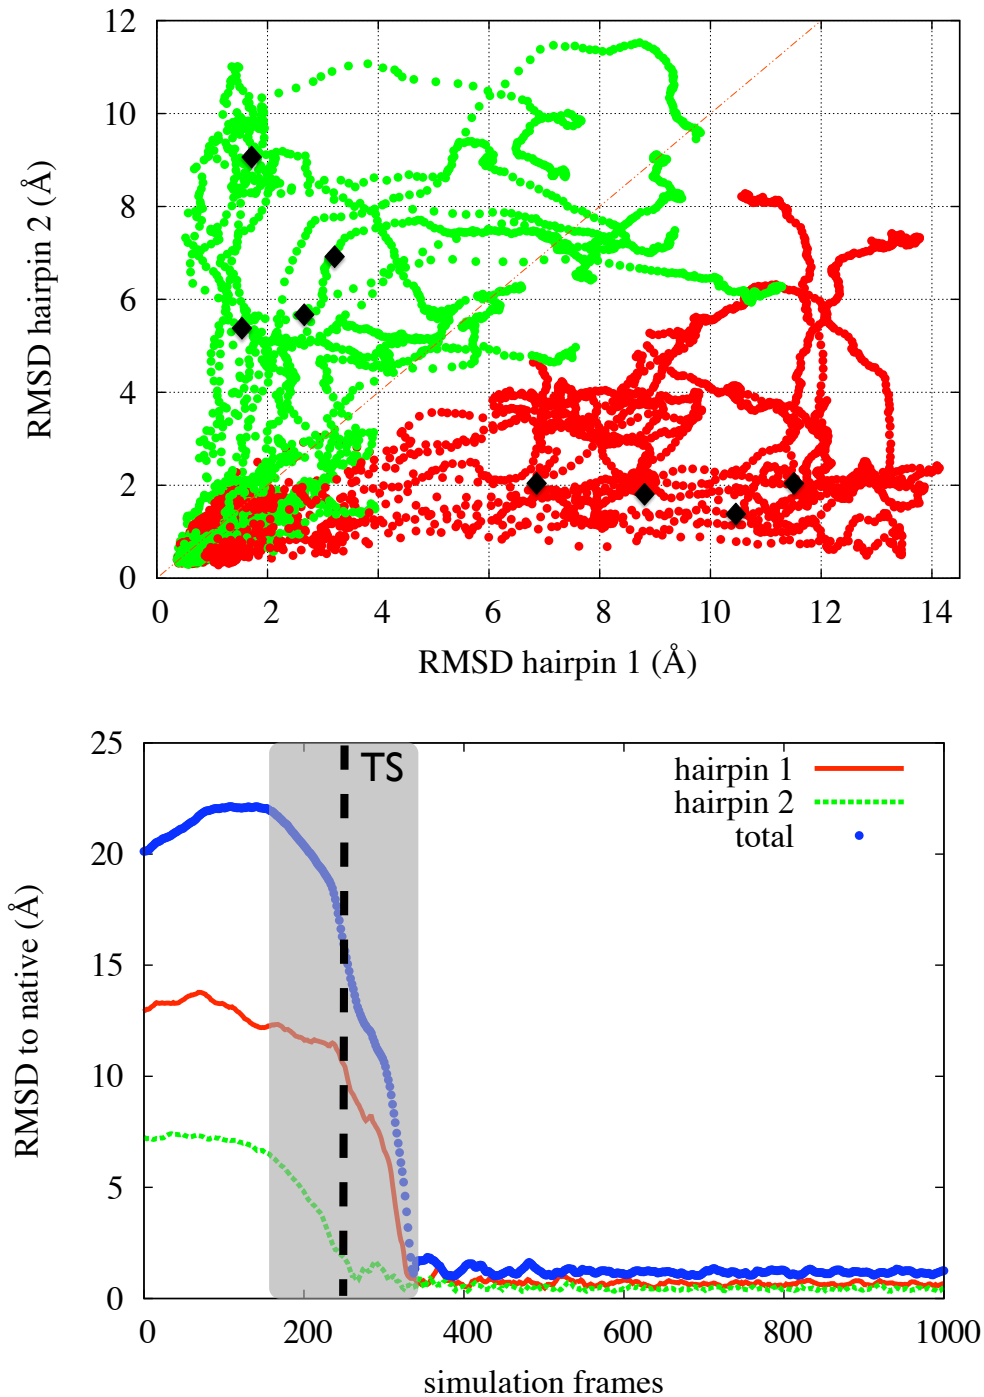 12
10
8
6
4
2
0
RMSD hairpin 2 (Å)
0 2 4 6 8 10 12 14
RMSD hairpin 1 (Å)
25
20
15
10
5
0
RMSD to native (Å)
TS
hairpin 1
hairpin 2
total
0 200 400 600 800 1000
simulation frames